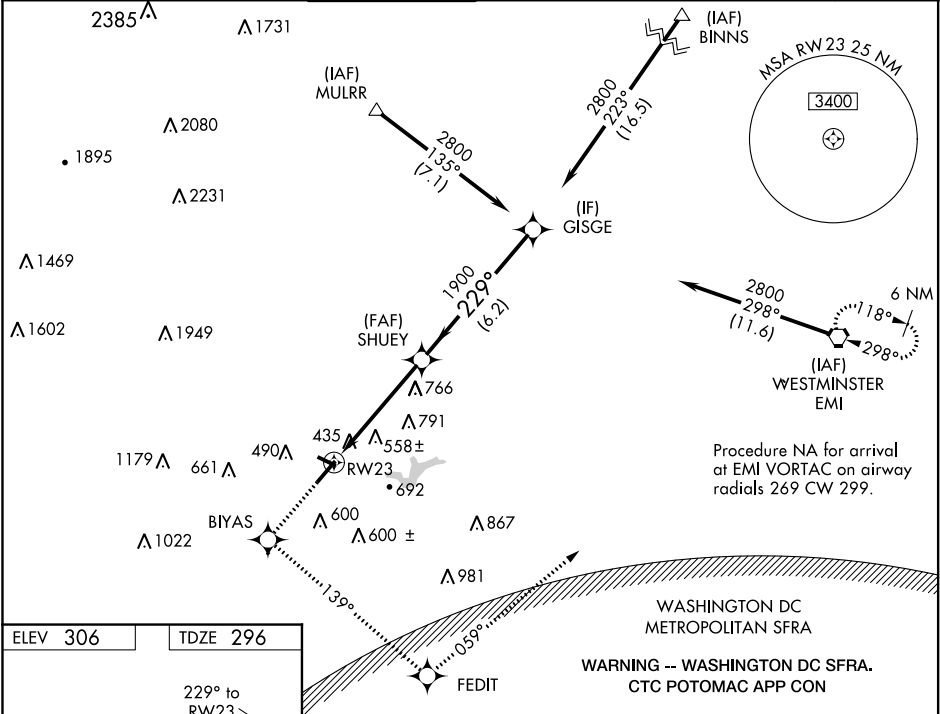 2385
1731
(IAF)
BINNS
MSA RW23 25 NM
3400
(IAF)
MULRR
2800
223°
(16.5)
2080
1895
2800
135°
(7.1)
2231
(IF)
GISGE
1469
1900
229°
(6.2)
2800
298°
(11.6)
6 NM
118°
298°
1602
1949
(FAF)
SHUEY
(IAF)
WESTMINSTER
EMI
766
791
435
558±
490
1179
661
RW23
692
Procedure NA for arrival
at EMI VORTAC on airway
radials 269 CW 299.
BIYAS
600
600 ±
867
1022
981
139°
059°
WASHINGTON DC
METROPOLITAN SFRA
ELEV 306
TDZE 296
FEDIT
WARNING -- WASHINGTON DC SFRA.
CTC POTOMAC APP CON
229° to
RW23